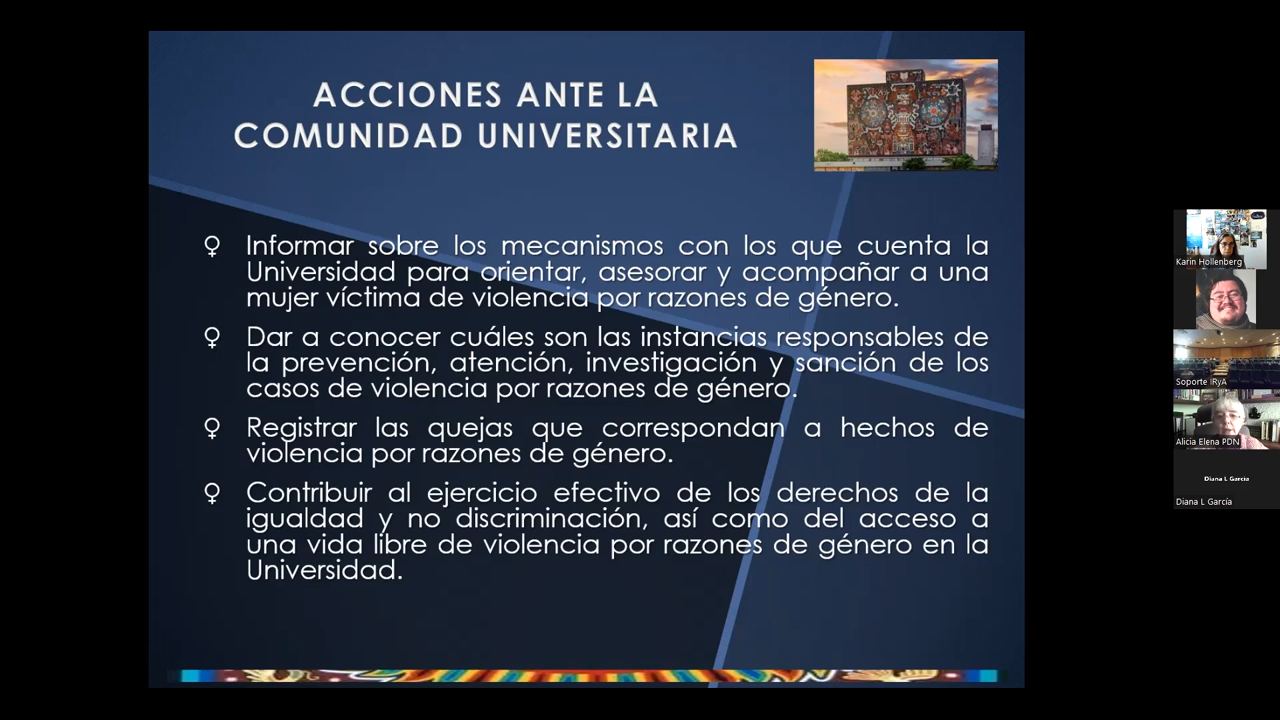 ACCIONES ANTE LA
COMUNIDAD UNIVERSITARIA
♀ Informar sobre los mecanismos con los que cuenta la
Universidad para orientar, asesorar y acompañar a una
mujer víctima de violencia por razones de género.
♀ Dar a conocer cuáles son las instancias responsables de
la prevención, atención, investigación y sanción de los
casos de violencia por razones de género.
♀ Registrar las quejas que correspondan a hechos de
violencia por razones de género.
♀ Contribuir al ejercicio efectivo de los derechos de la
igualdad y no discriminación, así como del acceso a
una vida libre de violencia por razones de género en la
Universidad.
Karin Hollenberg
Soporte IRyA
Alicia Elena PDN
Diana L García
Diana L García